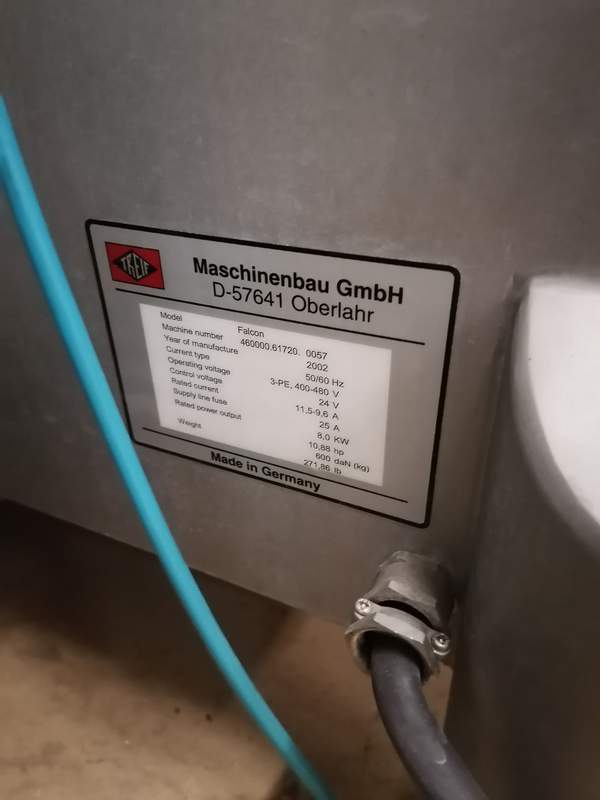 TREIF
Maschinenbau GmbH
D-57641 Oberlahr
Model Falcon
Machine number 460000.61720. 0057
Year of manufacture 2002
Current type 50/60 Hz
Operating voltage 3-PE, 400-480 V
Control voltage 24 V
Rated current 11.5-9,6 A
Supply line fuse 25 A
Rated power output 8,0 KW
10,88 hp
Weight 600 daN (kg)
271,86 lb
Made in Germany